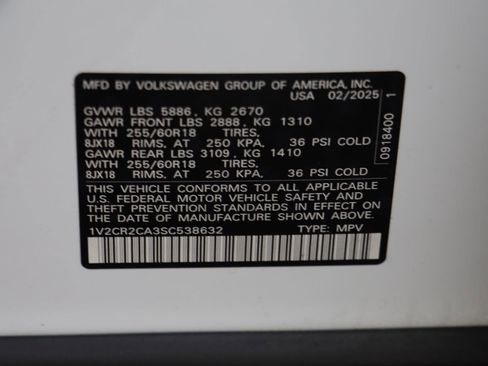 MFD BY VOLKSWAGEN GROUP OF AMERICA, INC.
USA 02/2025
GVWR LBS 5886, KG 2670
GAWR FRONT LBS 2888, KG 1310
WITH 255/60R18 TIRES,
8JX18 RIMS, AT 250 KPA, 36 PSI COLD
GAWR REAR LBS 3109, KG 1410
WITH 255/60R18 TIRES,
8JX18 RIMS, AT 250 KPA, 36 PSI COLD
THIS VEHICLE CONFORMS TO ALL APPLICABLE
U.S. FEDERAL MOTOR VEHICLE SAFETY AND
THEFT PREVENTION STANDARDS IN EFFECT ON THE
DATE OF MANUFACTURE SHOWN ABOVE.
1V2CR2CA3SC538632 TYPE: MPV
0918400 1